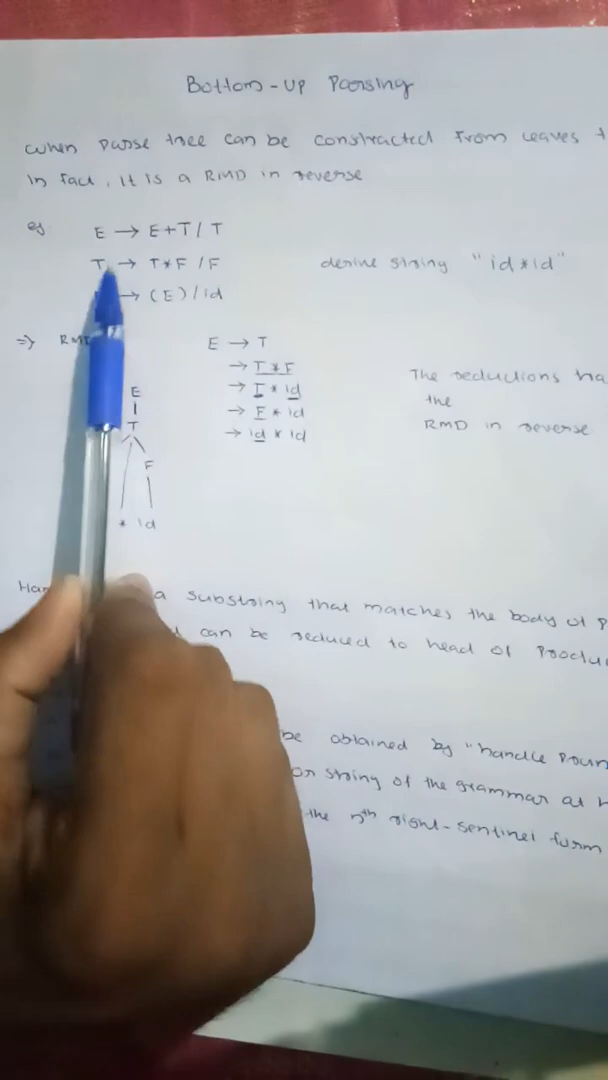 Bottom-Up Parsing
When parse tree can be constructed from leaves
In fact, it is a RMD in reverse
eg E → E+T / T
T → T*F / F
→ (E) / id
derive string "id*id"
=> RMD
E → T
→ T * F
→ T * id
→ F * id
→ id * id
E
T
F
* id
The reductions
the
RMD in reverse
a substring that matches the body of
can be reduced to head of
be obtained by "handle
or string of the grammar at
the nth right-sentinel form